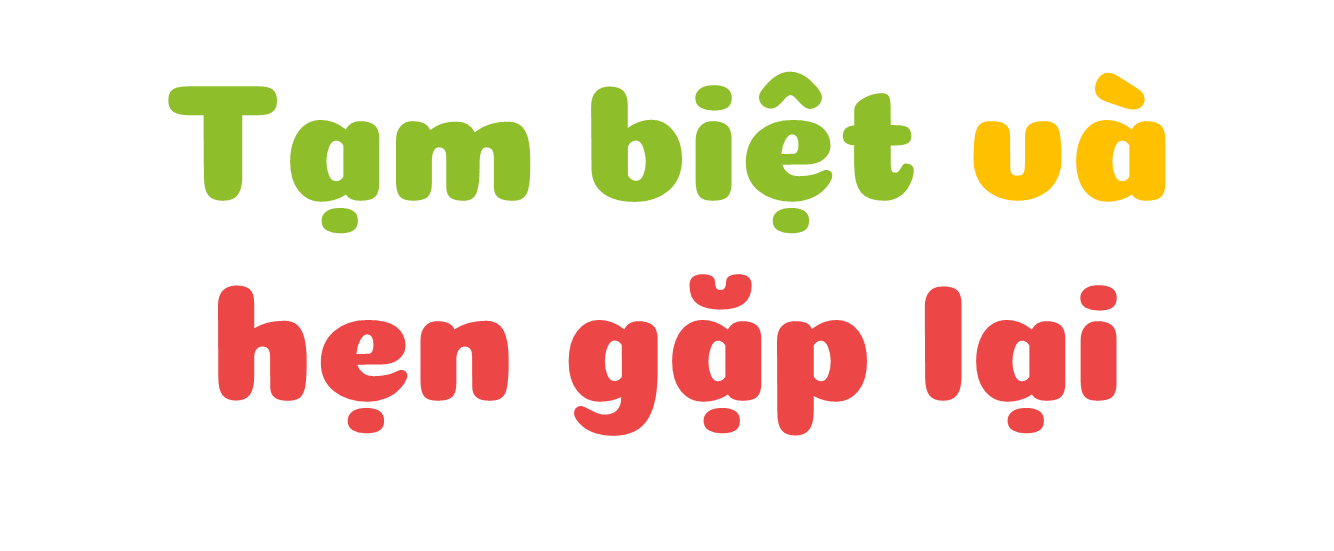 Tạm biệt và
hẹn gặp lại